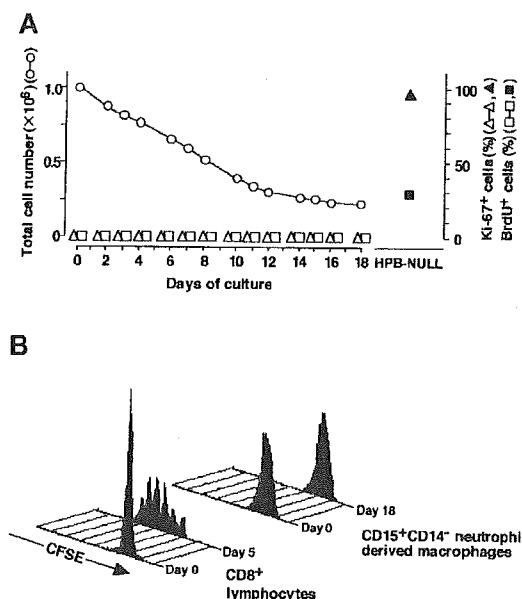 A
Total cell number (×10⁶) (○-○)
1.0
0.5
0
0 2 4 6 8 10 12 14 16 18
Days of culture
HPB-NULL
100
50
0
Ki-67⁺ cells (%) (△-△, ▲)
BrdU⁺ cells (%) (□-□, ■)
B
CFSE
Day 0
Day 5
CD8⁺
lymphocytes
Day 0
Day 18
CD15⁺CD14⁻ neutrophi
derived macrophages